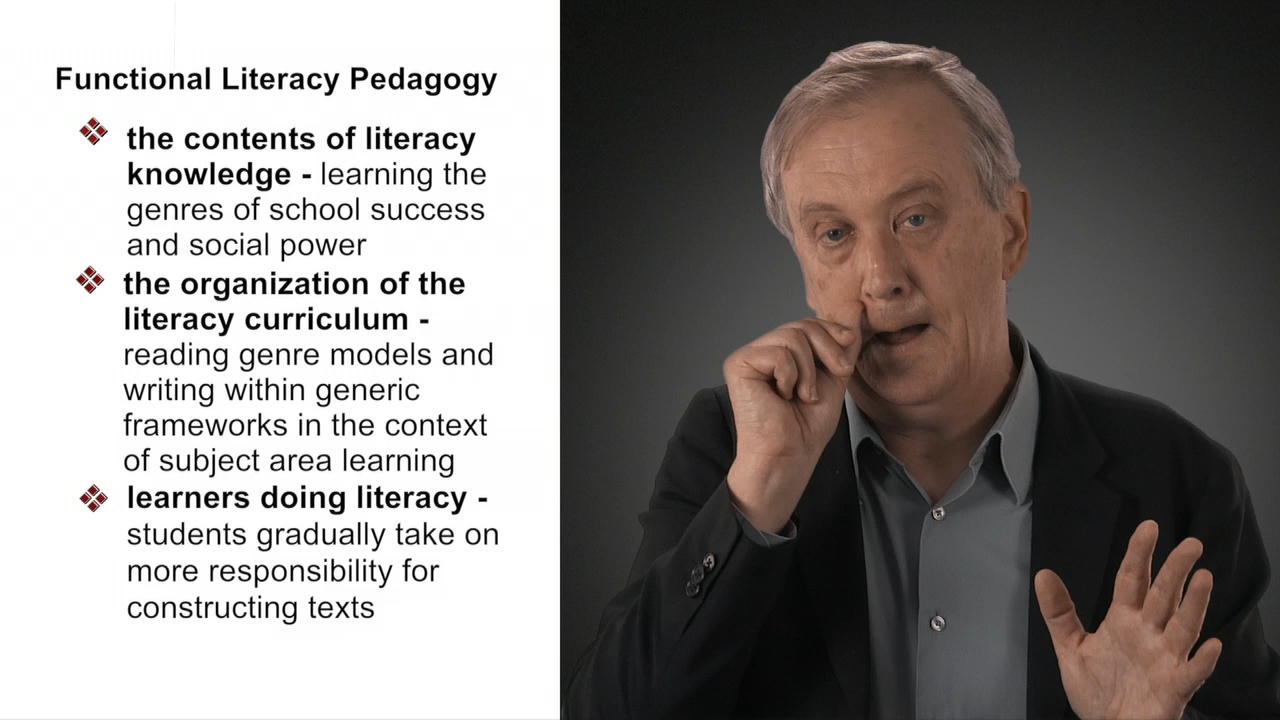 Functional Literacy Pedagogy
the contents of literacy
knowledge - learning the
genres of school success
and social power
the organization of the
literacy curriculum -
reading genre models and
writing within generic
frameworks in the context
of subject area learning
learners doing literacy -
students gradually take on
more responsibility for
constructing texts